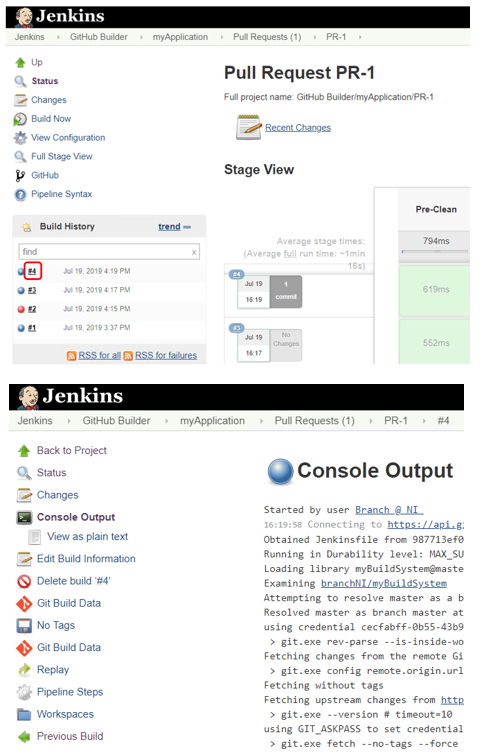 Jenkins
Jenkins GitHub Builder myApplication Pull Requests (1) PR-1
Up
Status
Changes
Build Now
View Configuration
Full Stage View
GitHub
Pipeline Syntax
Build History trend
find x
#4 Jul 19, 2019 4:19 PM
#3 Jul 19, 2019 4:17 PM
#2 Jul 19, 2019 4:15 PM
#1 Jul 19, 2019 3:37 PM
RSS for all RSS for failures
Pull Request PR-1
Full project name: GitHub Builder/myApplication/PR-1
Recent Changes
Stage View
Pre-Clean
Average stage times:
(Average full run time: ~1min
16s)
794ms
#4
Jul 19
16:19
1
commit
619ms
#3
Jul 19
16:17
No
Changes
552ms
Jenkins
Jenkins GitHub Builder myApplication Pull Requests (1) PR-1 #4
Back to Project
Status
Changes
Console Output
View as plain text
Edit Build Information
Delete build '#4'
Git Build Data
No Tags
Git Build Data
Replay
Pipeline Steps
Workspaces
Previous Build
Console Output
Started by user Branch @ NI
16:19:58 Connecting to https://api.g
Obtained Jenkinsfile from 987713ef0
Running in Durability level: MAX_SU
Loading library myBuildSystem@maste
Examining branchNI/myBuildSystem
Attempting to resolve master as a b
Resolved master as branch master at
using credential cecfabff-0b55-43b9
> git.exe rev-parse --is-inside-wo
Fetching changes from the remote Gi
> git.exe config remote.origin.url
Fetching without tags
Fetching upstream changes from http
> git.exe --version # timeout=10
using GIT_ASKPASS to set credential
> git.exe fetch --no-tags --force